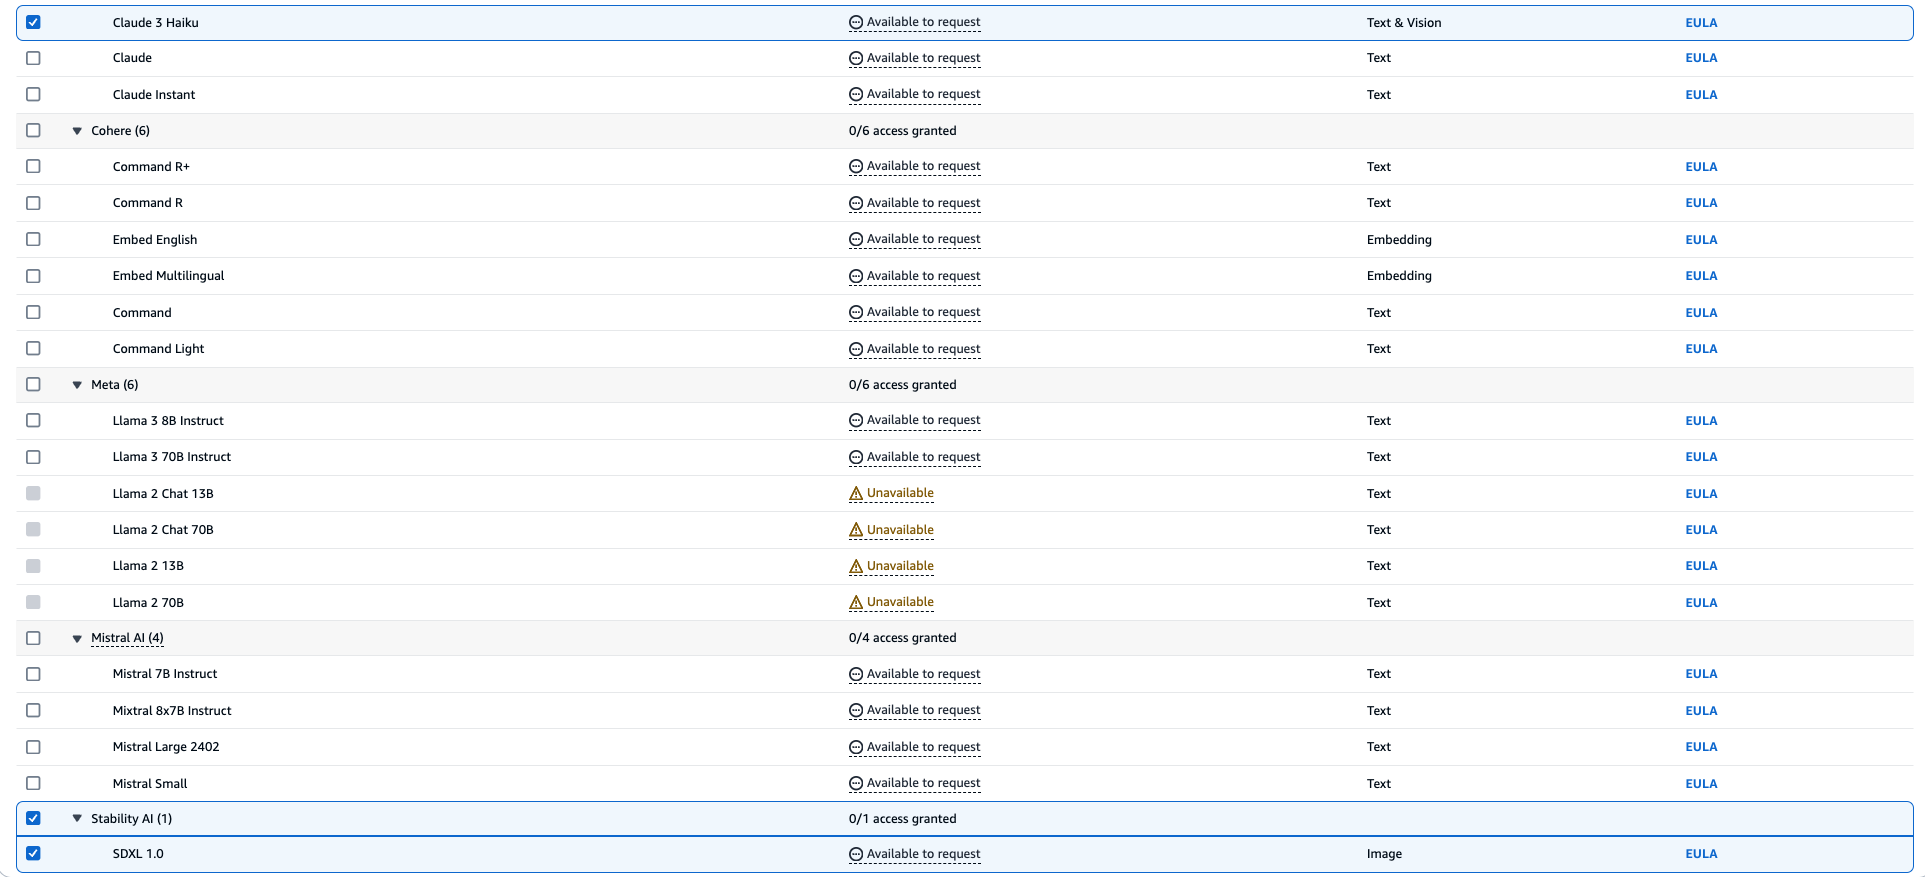 Claude 3 Haiku Available to request Text & Vision EULA
Claude Available to request Text EULA
Claude Instant Available to request Text EULA
Cohere (6) 0/6 access granted
Command R+ Available to request Text EULA
Command R Available to request Text EULA
Embed English Available to request Embedding EULA
Embed Multilingual Available to request Embedding EULA
Command Available to request Text EULA
Command Light Available to request Text EULA
Meta (6) 0/6 access granted
Llama 3 8B Instruct Available to request Text EULA
Llama 3 70B Instruct Available to request Text EULA
Llama 2 Chat 13B Unavailable Text EULA
Llama 2 Chat 70B Unavailable Text EULA
Llama 2 13B Unavailable Text EULA
Llama 2 70B Unavailable Text EULA
Mistral AI (4) 0/4 access granted
Mistral 7B Instruct Available to request Text EULA
Mixtral 8x7B Instruct Available to request Text EULA
Mistral Large 2402 Available to request Text EULA
Mistral Small Available to request Text EULA
Stability AI (1) 0/1 access granted
SDXL 1.0 Available to request Image EULA